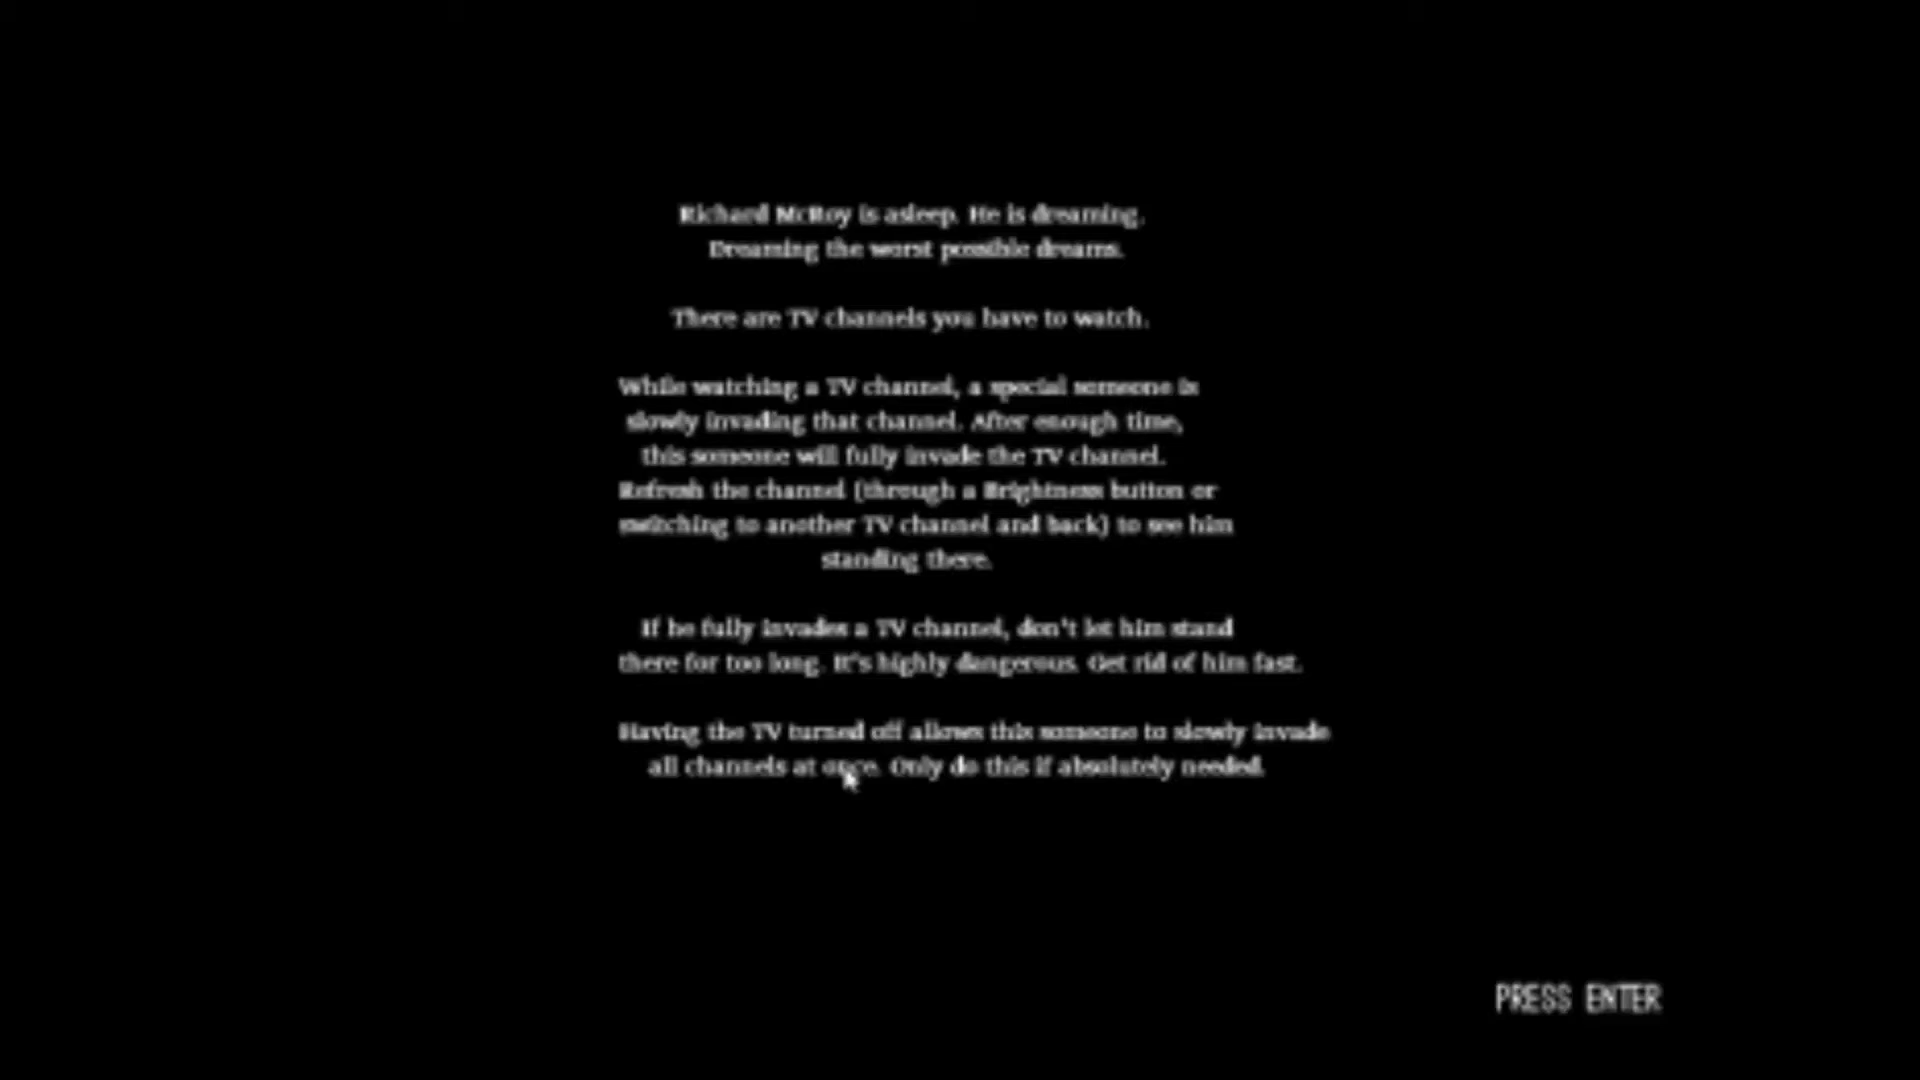 Richard McRoy is asleep. He is dreaming.
Dreaming the worst possible dreams.
There are TV channels you have to watch.
While watching a TV channel, a special someone is
slowly invading that channel. After enough time,
this someone will fully invade the TV channel.
Refresh the channel (through a Brightness button or
switching to another TV channel and back) to see him
standing there.
If he fully invades a TV channel, don't let him stand
there for too long. It's highly dangerous. Get rid of him fast.
Having the TV turned off allows this someone to slowly invade
all channels at once. Only do this if absolutely needed.
PRESS ENTER